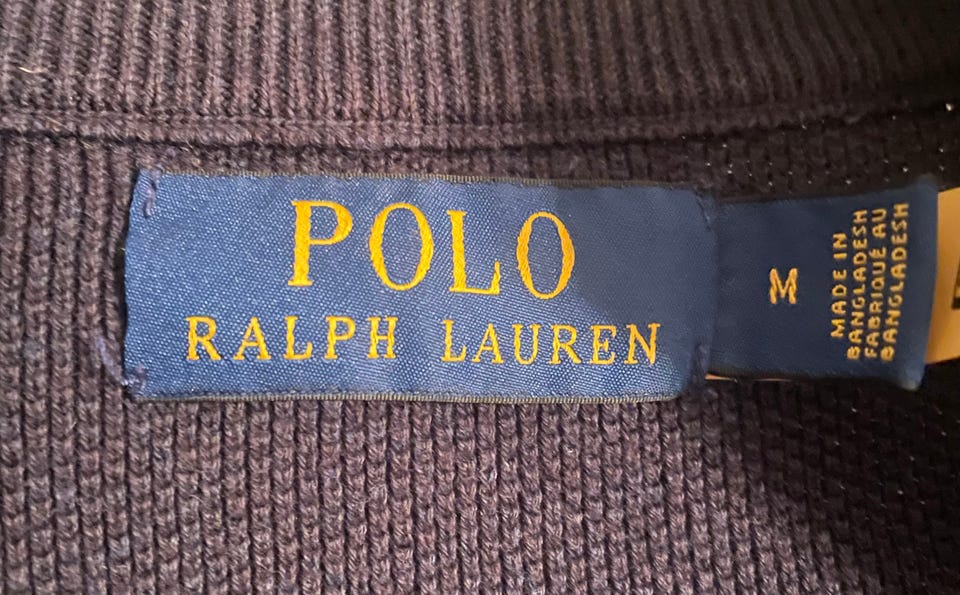 POLO
RALPH LAUREN
M
MADE IN
BANGLADESH
FABRIQUÉ AU
BANGLADESH